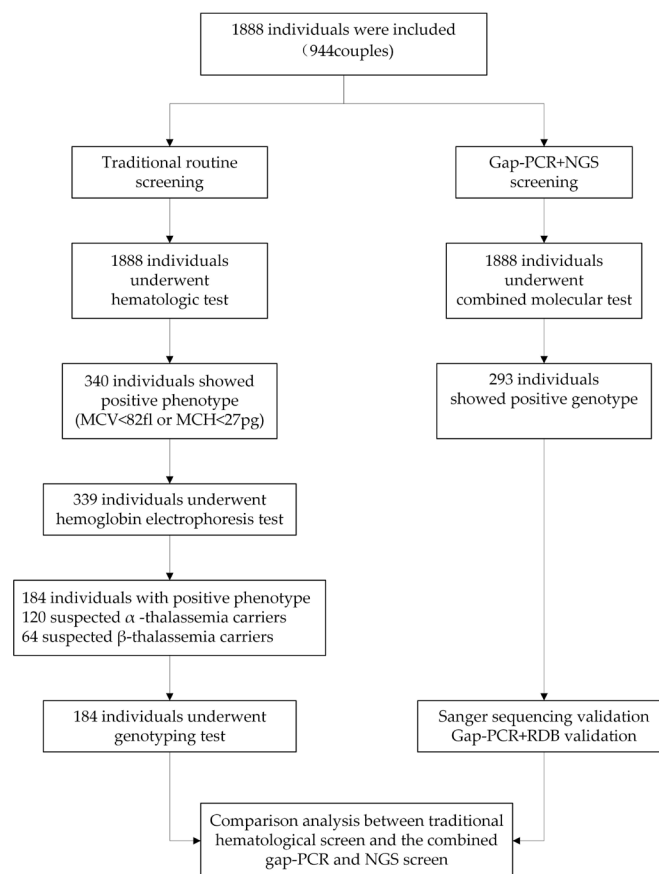 1888 individuals were included
（944couples)
Traditional routine
screening
Gap-PCR+NGS
screening
1888 individuals
underwent
hematologic test
1888 individuals
underwent
combined molecular test
340 individuals showed
positive phenotype
(MCV<82fl or MCH<27pg)
293 individuals
showed positive genotype
339 individuals underwent
hemoglobin electrophoresis test
184 individuals with positive phenotype
120 suspected α -thalassemia carriers
64 suspected β-thalassemia carriers
184 individuals underwent
genotyping test
Sanger sequencing validation
Gap-PCR+RDB validation
Comparison analysis between traditional
hematological screen and the combined
gap-PCR and NGS screen